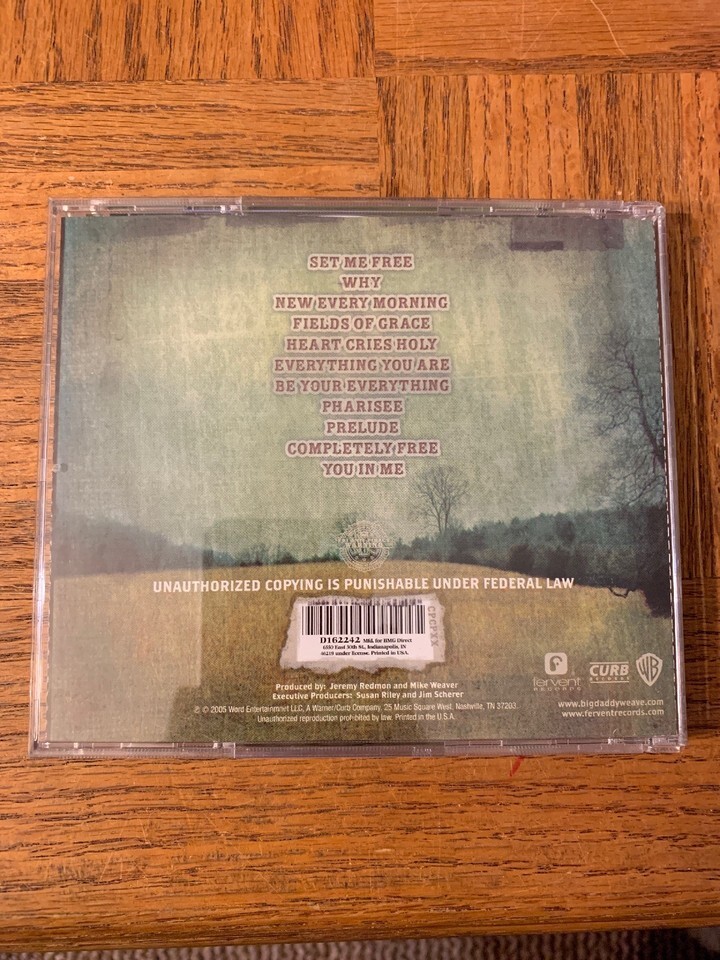 SET ME FREE
WHY
NEW EVERY MORNING
FIELDS OF GRACE
HEART CRIES HOLY
EVERYTHING YOU ARE
BE YOUR EVERYTHING
PHARISEE
PRELUDE
COMPLETELY FREE
YOU IN ME
WARNING
UNAUTHORIZED COPYING IS PUNISHABLE UNDER FEDERAL LAW
D162242 Mfd. for BMG Direct
6550 East 30th St., Indianapolis, IN
46219 under license. Printed in USA.
Produced by: Jeremy Redmon and Mike Weaver
Executive Producers: Susan Riley and Jim Scherer
℗ © 2005 Word Entertainment LLC, A Warner/Curb Company, 25 Music Square West, Nashville, TN 37203.
Unauthorized reproduction prohibited by law. Printed in the U.S.A.
f
fervent
RECORDS
CURB
RECORDS
WB
www.bigdaddyweave.com
www.ferventrecords.com